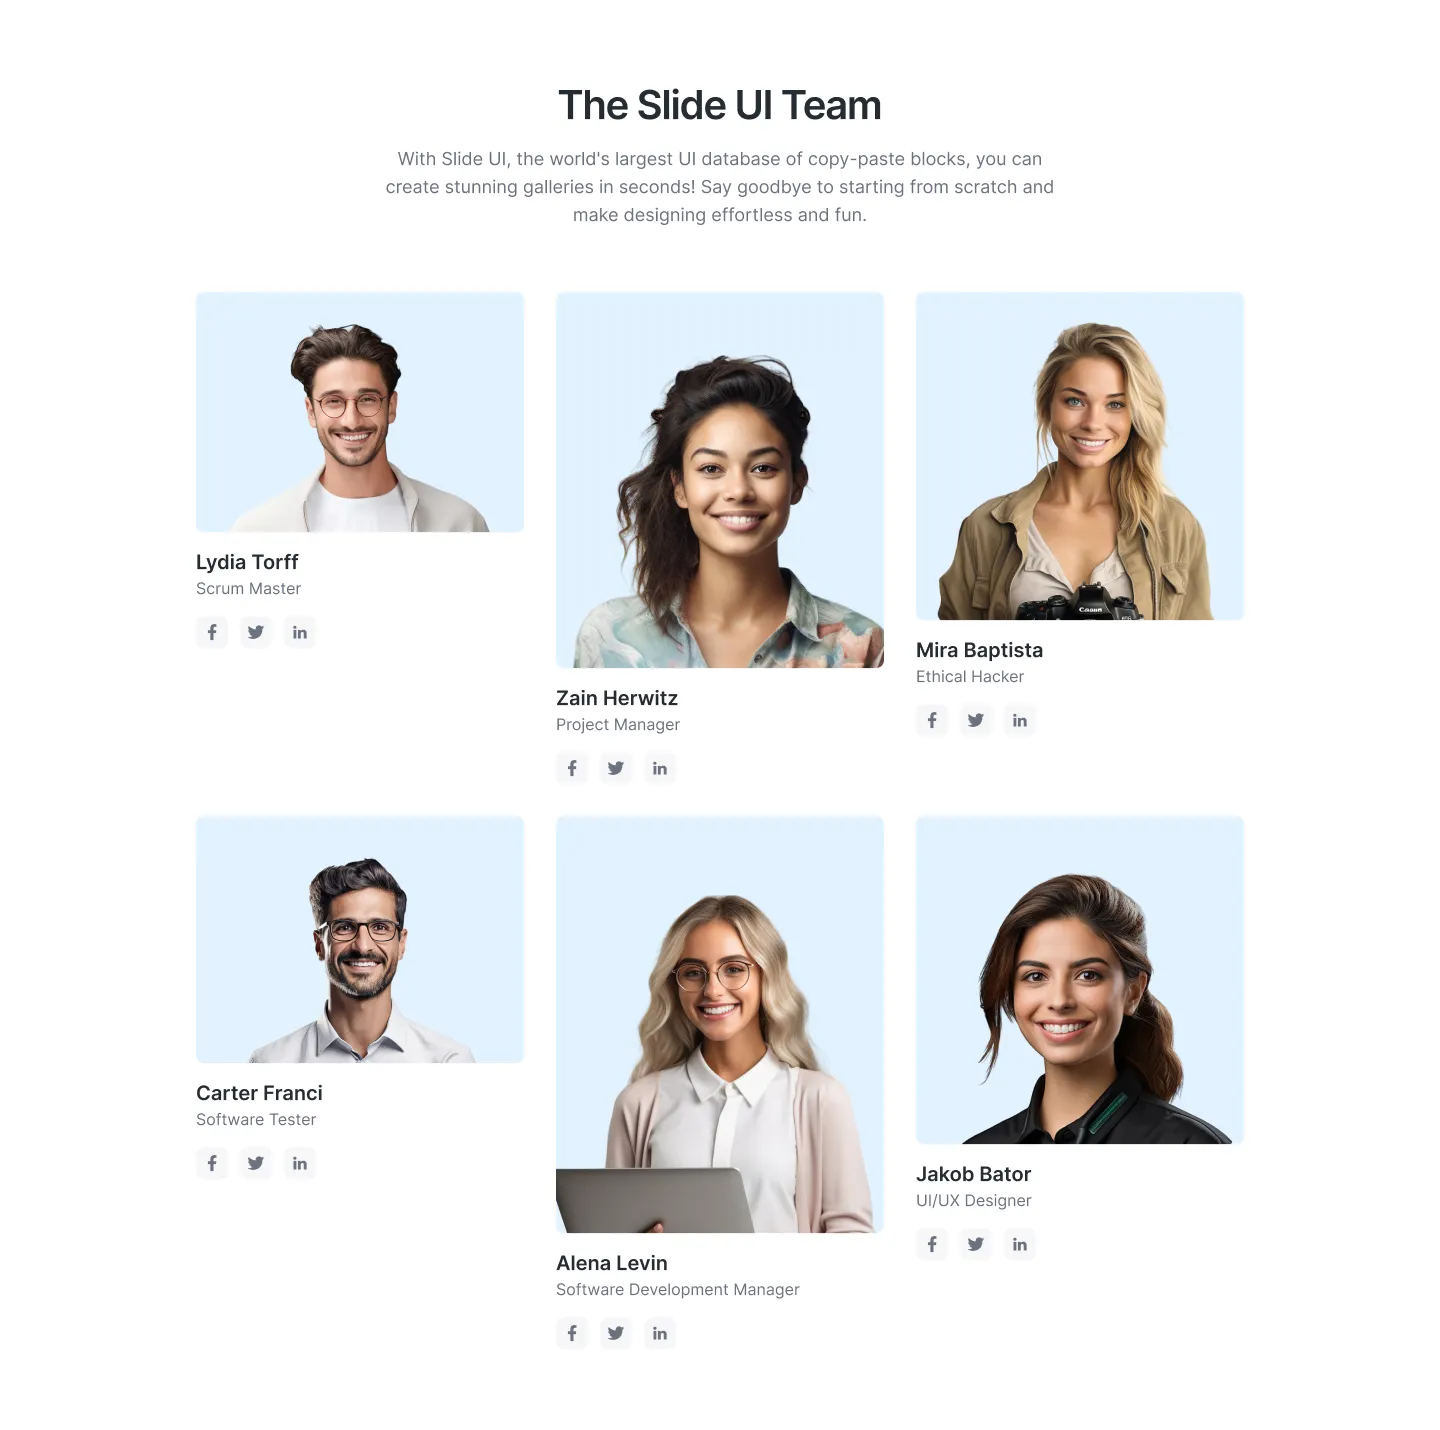 The Slide UI Team
With Slide UI, the world's largest UI database of copy-paste blocks, you can
create stunning galleries in seconds! Say goodbye to starting from scratch and
make designing effortless and fun.
Lydia Torff
Scrum Master
f
in
Zain Herwitz
Project Manager
f
in
Canon
EOS
Mira Baptista
Ethical Hacker
f
in
Carter Franci
Software Tester
f
in
Alena Levin
Software Development Manager
f
in
Jakob Bator
UI/UX Designer
f
in